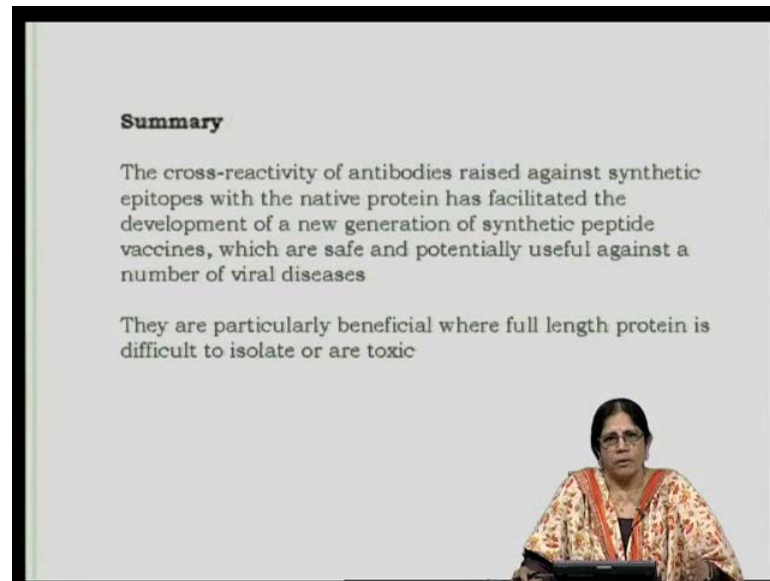 Summary
The cross-reactivity of antibodies raised against synthetic
epitopes with the native protein has facilitated the
development of a new generation of synthetic peptide
vaccines, which are safe and potentially useful against a
number of viral diseases
They are particularly beneficial where full length protein is
difficult to isolate or are toxic